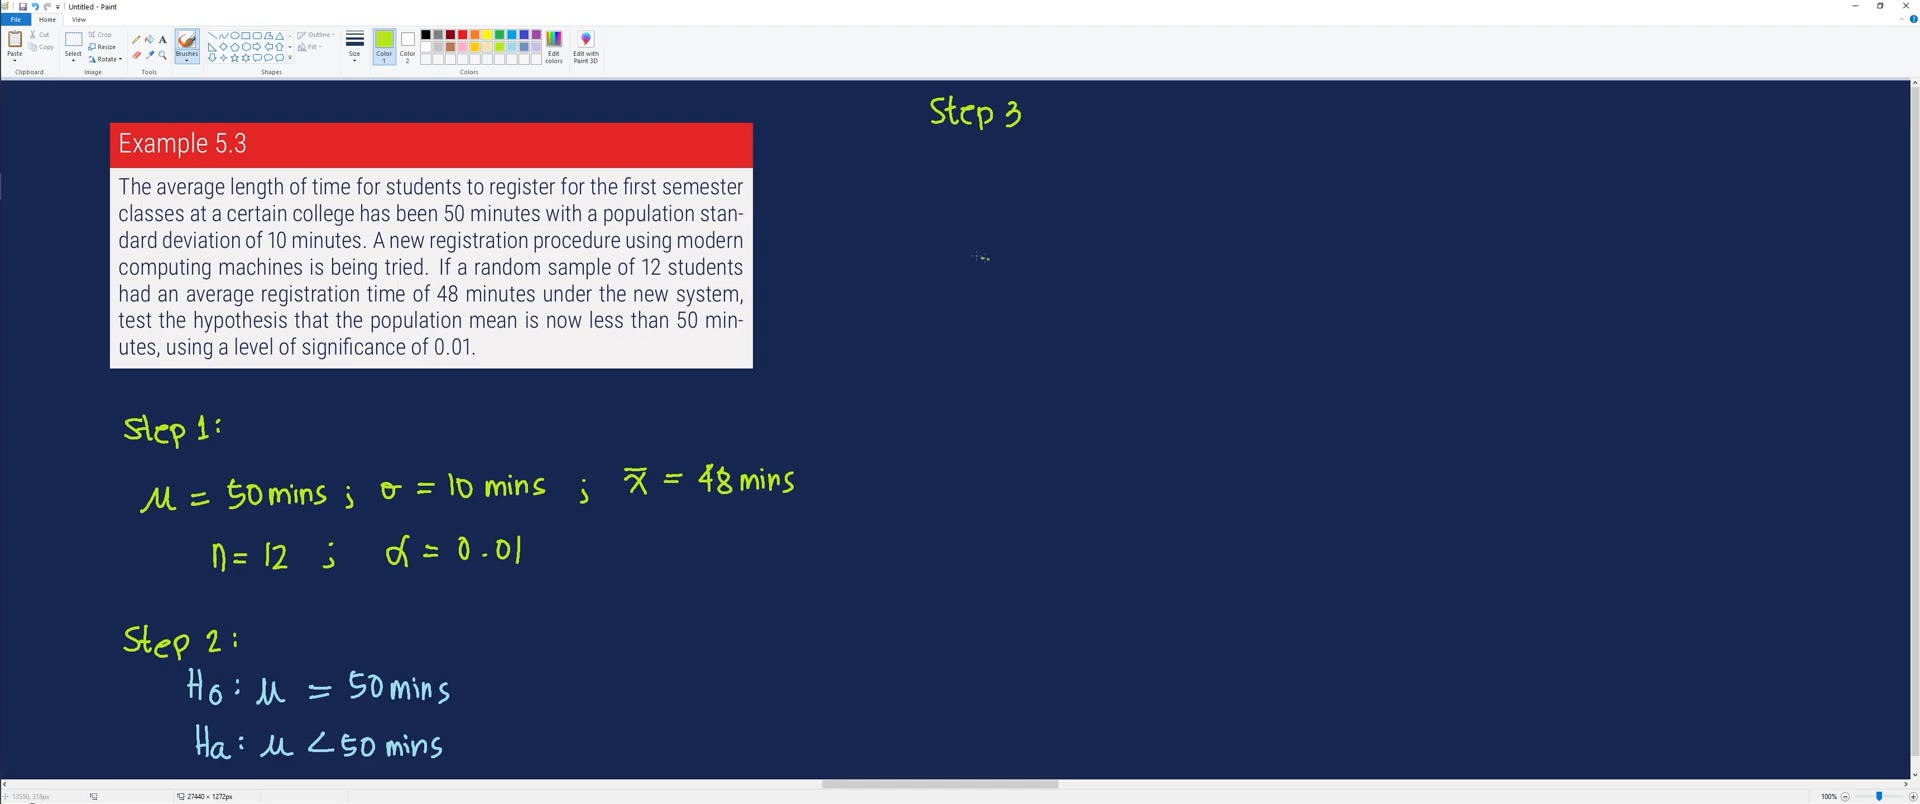 Untitled - Paint
File Home View
Paste
Cut
Copy
Clipboard
Select
Crop
Resize
Rotate
Image
Tools
Brushes
Shapes
Outline
Fill
Size
Color 1
Color 2
Colors
Edit colors
Edit with Paint 3D
Example 5.3
The average length of time for students to register for the first semester
classes at a certain college has been 50 minutes with a population stan-
dard deviation of 10 minutes. A new registration procedure using modern
computing machines is being tried. If a random sample of 12 students
had an average registration time of 48 minutes under the new system,
test the hypothesis that the population mean is now less than 50 min-
utes, using a level of significance of 0.01.
Step 1:
μ = 50 mins ; σ = 10 mins ; x̄ = 48 mins
n = 12 ; α = 0.01
Step 2:
Ho : μ = 50 mins
Ha : μ < 50 mins
Step 3
13550, 318px
27440 × 1272px
100%